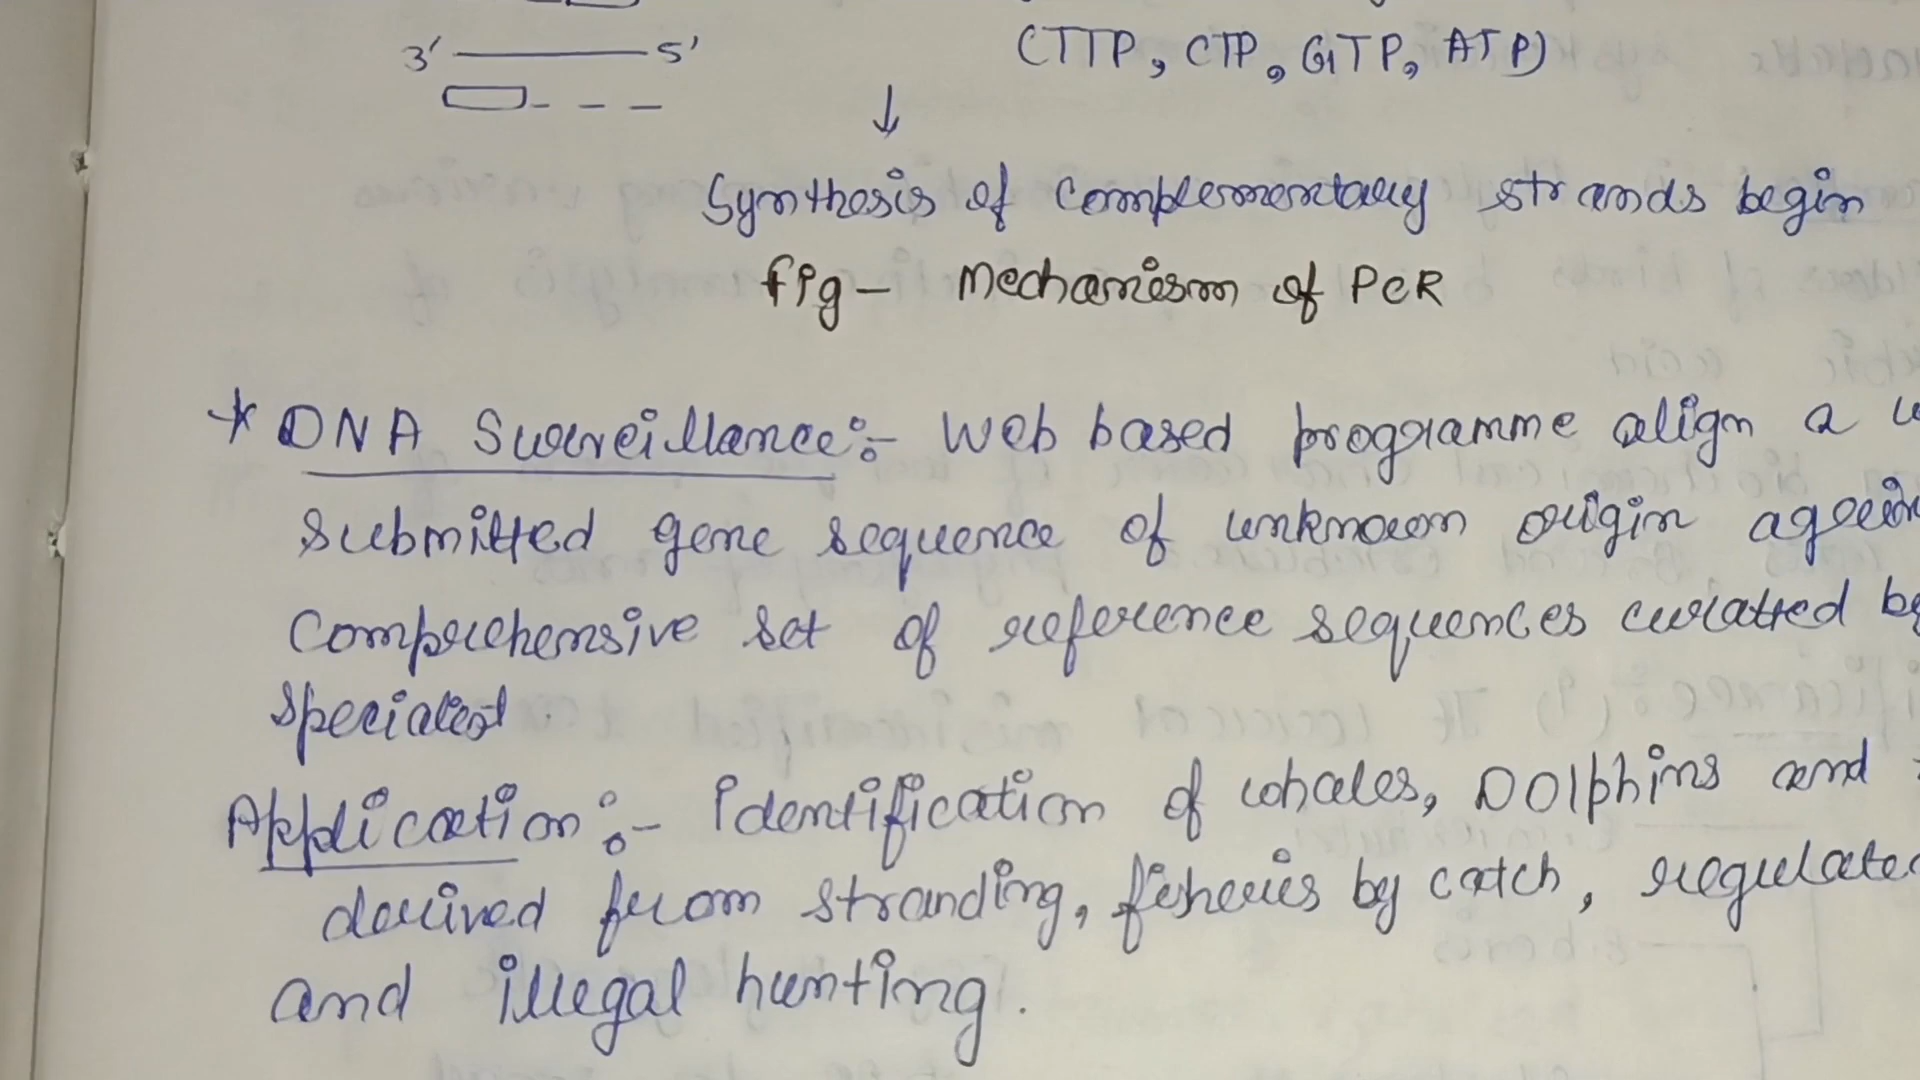 3' 5' (TTP, CTP, GTP, ATP)
↓
Synthesis of Complementary strands begin
fig- Mechanism of PCR
* DNA Surveillance:- Web based programme align a
Submitted gene sequence of unknown origin
Comprehensive set of reference sequences curatted
Specialist.
Application:- identification of whales, DOlphins and
derived from stranding, fisheries by catch,
and illegal hunting.